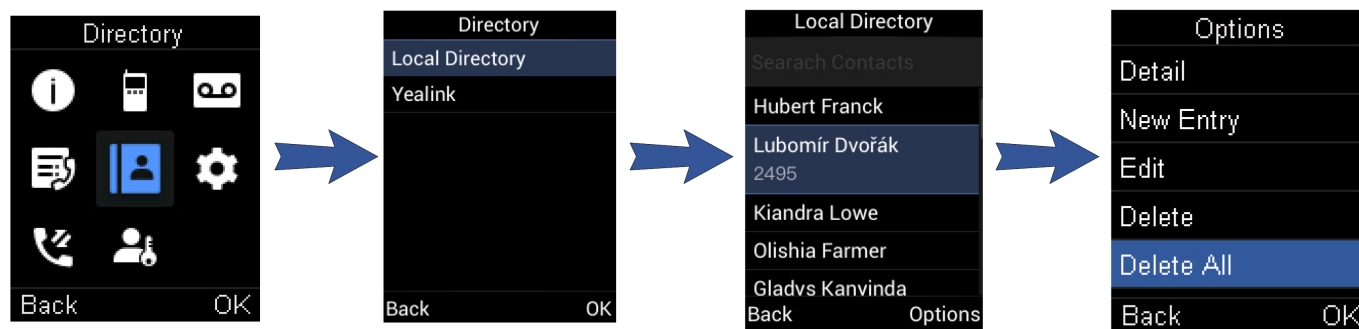 Directory
Back OK
Directory
Local Directory
Yealink
Back OK
Local Directory
Searach Contacts
Hubert Franck
Lubomír Dvořák
2495
Kiandra Lowe
Olishia Farmer
Gladys Kanyinda
Back Options
Options
Detail
New Entry
Edit
Delete
Delete All
Back OK